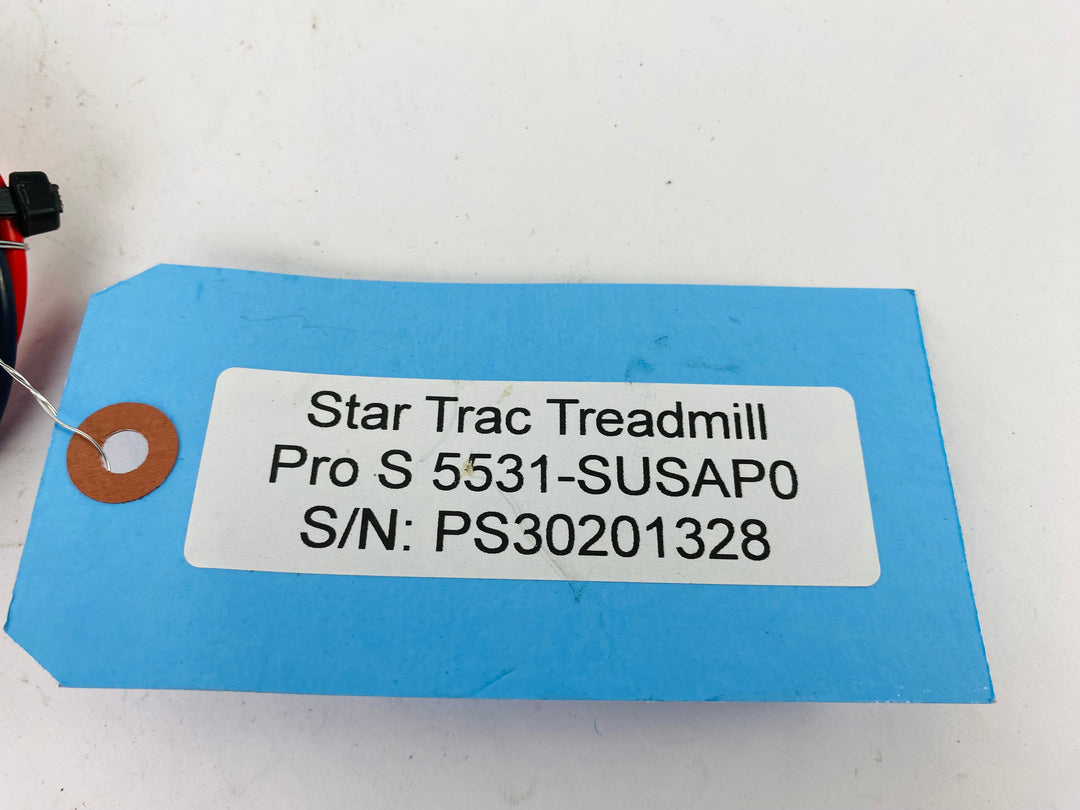 Star Trac Treadmill
Pro S 5531-SUSAP0
S/N: PS30201328